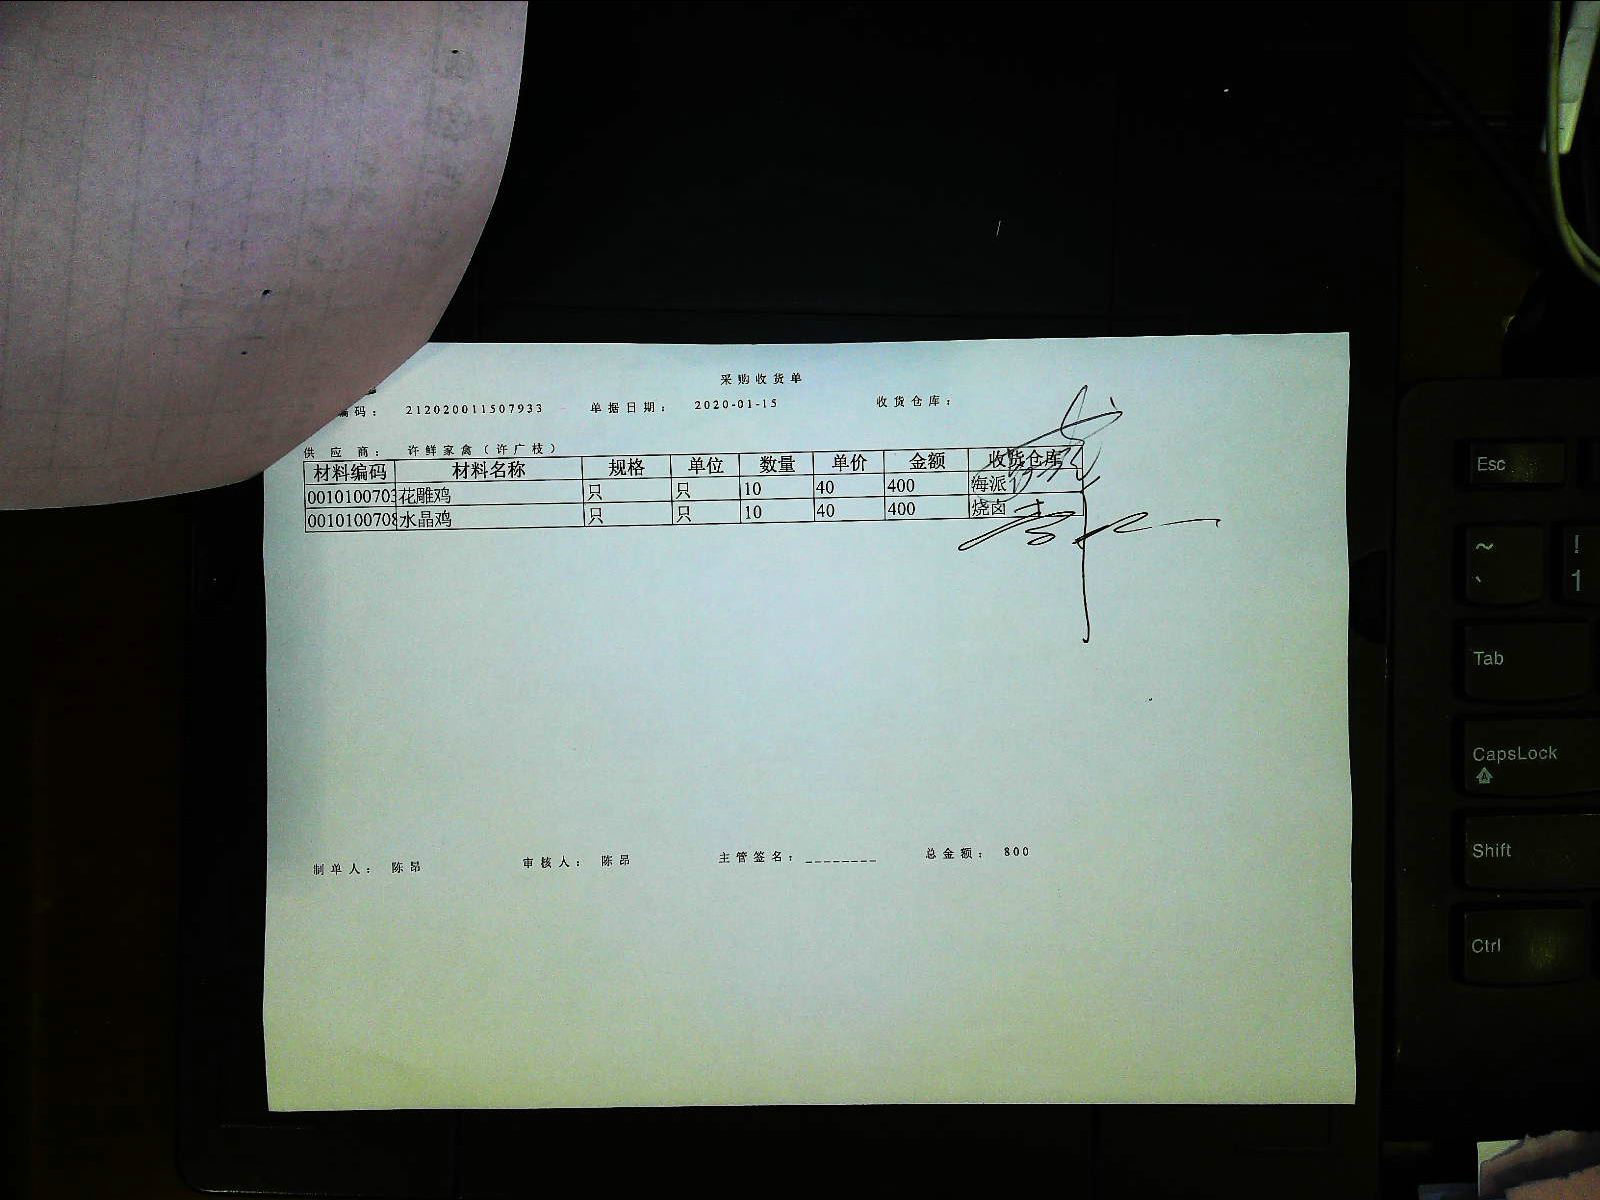 采购收货单
编码： 212020011507933 单据日期： 2020-01-15 收货仓库：
供应商： 许鲜家禽（许广枝）
材料编码 材料名称 规格 单位 数量 单价 金额 收货仓库
0010100703 花雕鸡 只 只 10 40 400 海派
0010100708 水晶鸡 只 只 10 40 400 烧卤
制单人： 陈昂 审核人： 陈昂 主管签名：________ 总金额： 800
Esc
~ !
` 1
Tab
CapsLock
Shift
Ctrl